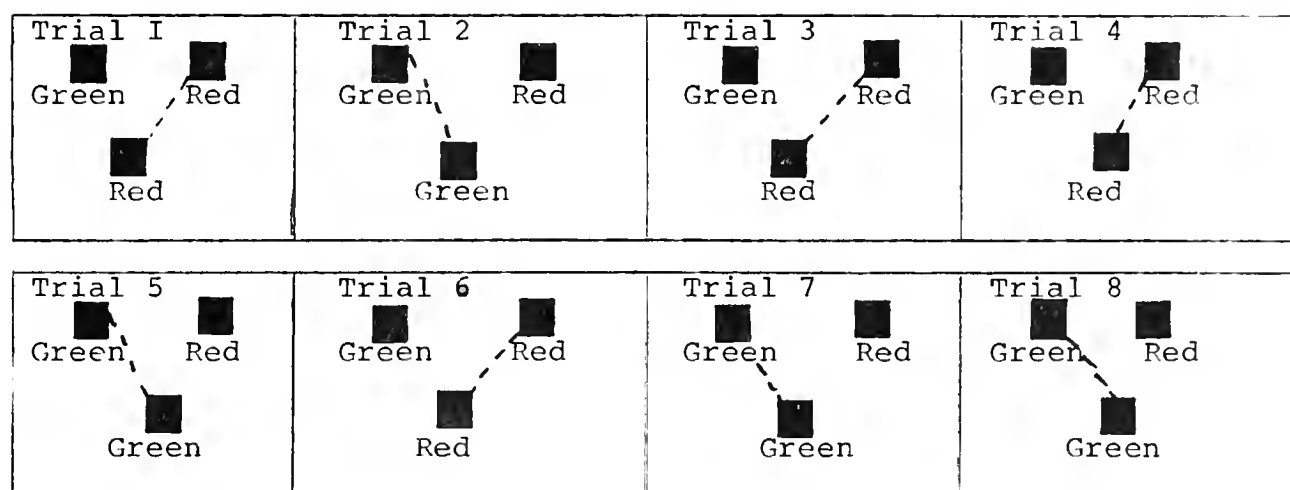 Trial I Trial 2 Trial 3 Trial 4
Green Red Green Red Green Red Green Red
Red Green Red Red
Trial 5 Trial 6 Trial 7 Trial 8
Green Red Green Red Green Red Green Red
Green Red Green Green